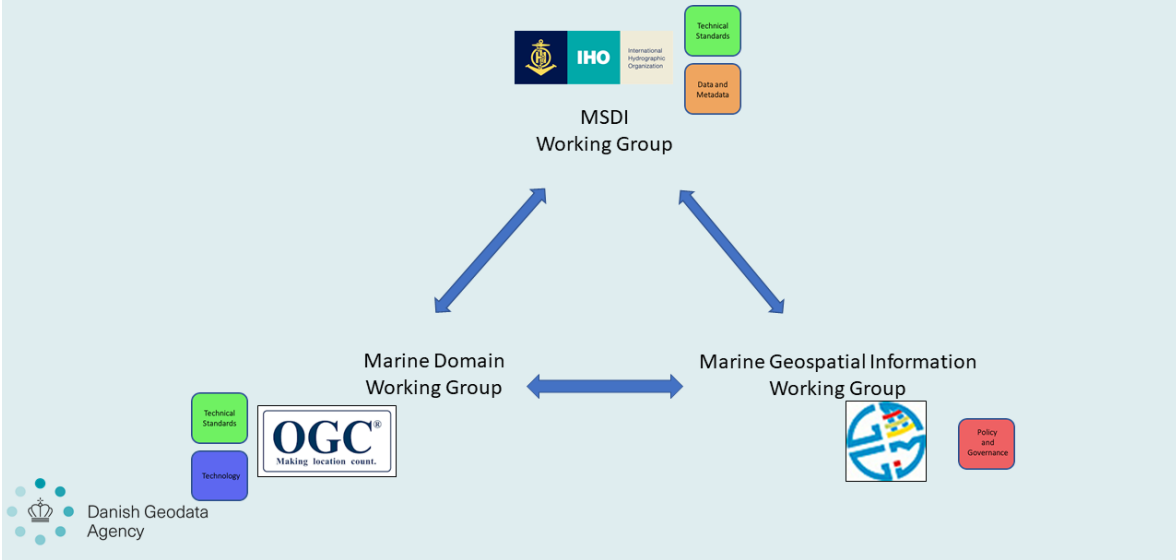 Technical
Standards
IHO
International
Hydrographic
Organization
Data and
Metadata
MSDI
Working Group
Marine Domain
Working Group
Marine Geospatial Information
Working Group
Technical
Standards
OGC®
Making location count.
Policy
and
Governance
Technology
Danish Geodata
Agency